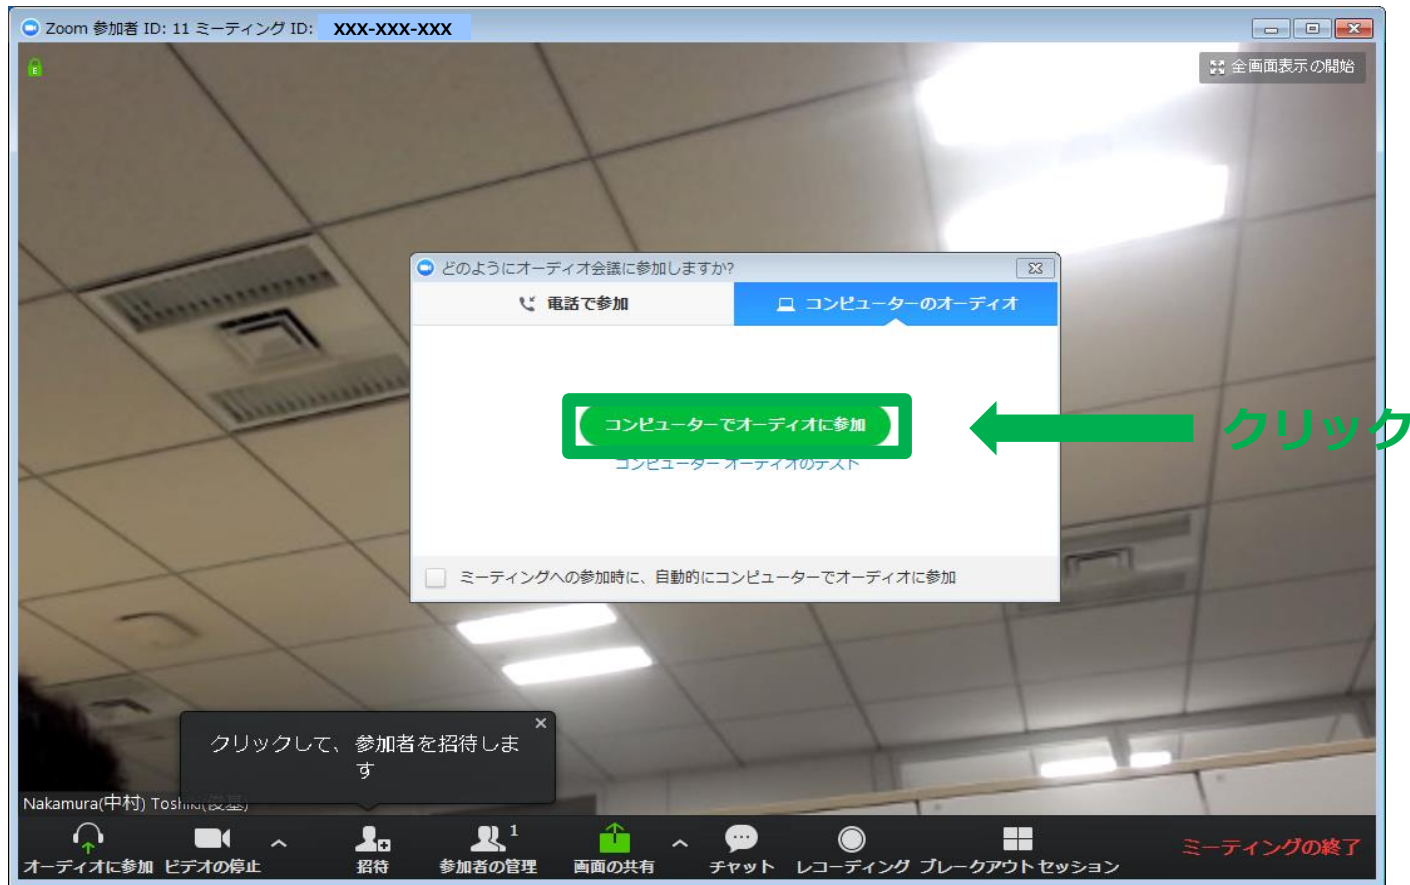 Zoom 参加者 ID: 11 ミーティング ID: XXX-XXX-XXX
E
全画面表示の開始
どのようにオーディオ会議に参加しますか?
電話で参加
コンピューターのオーディオ
コンピューターでオーディオに参加
クリック
コンピューター オーディオのテスト
ミーティングへの参加時に、自動的にコンピューターでオーディオに参加
クリックして、参加者を招待しま
す
Nakamura(中村) Toshiki(俊基)
オーディオに参加
ビデオの停止
招待
参加者の管理
1
画面の共有
チャット
レコーディング
ブレークアウトセッション
ミーティングの終了